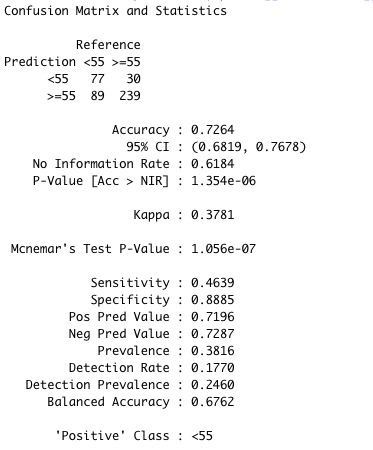 Confusion Matrix and Statistics
Reference
Prediction <55 >=55
<55 77 30
>=55 89 239
Accuracy : 0.7264
95% CI : (0.6819, 0.7678)
No Information Rate : 0.6184
P-Value [Acc > NIR] : 1.354e-06
Kappa : 0.3781
Mcnemar's Test P-Value : 1.056e-07
Sensitivity : 0.4639
Specificity : 0.8885
Pos Pred Value : 0.7196
Neg Pred Value : 0.7287
Prevalence : 0.3816
Detection Rate : 0.1770
Detection Prevalence : 0.2460
Balanced Accuracy : 0.6762
'Positive' Class : <55